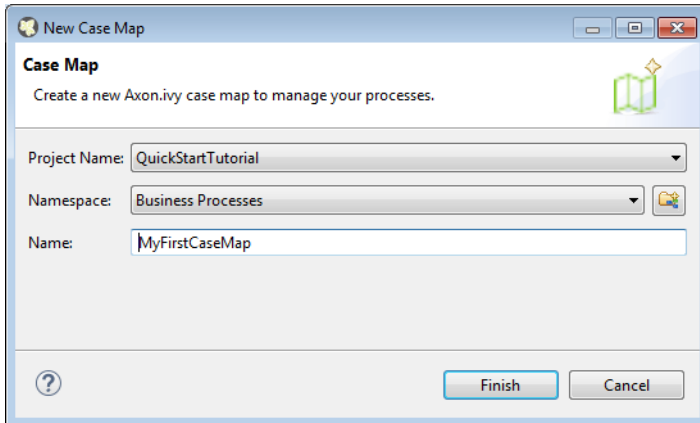 New Case Map
Case Map
Create a new Axon.ivy case map to manage your processes.
Project Name: QuickStartTutorial
Namespace: Business Processes
Name: MyFirstCaseMap
? Finish Cancel